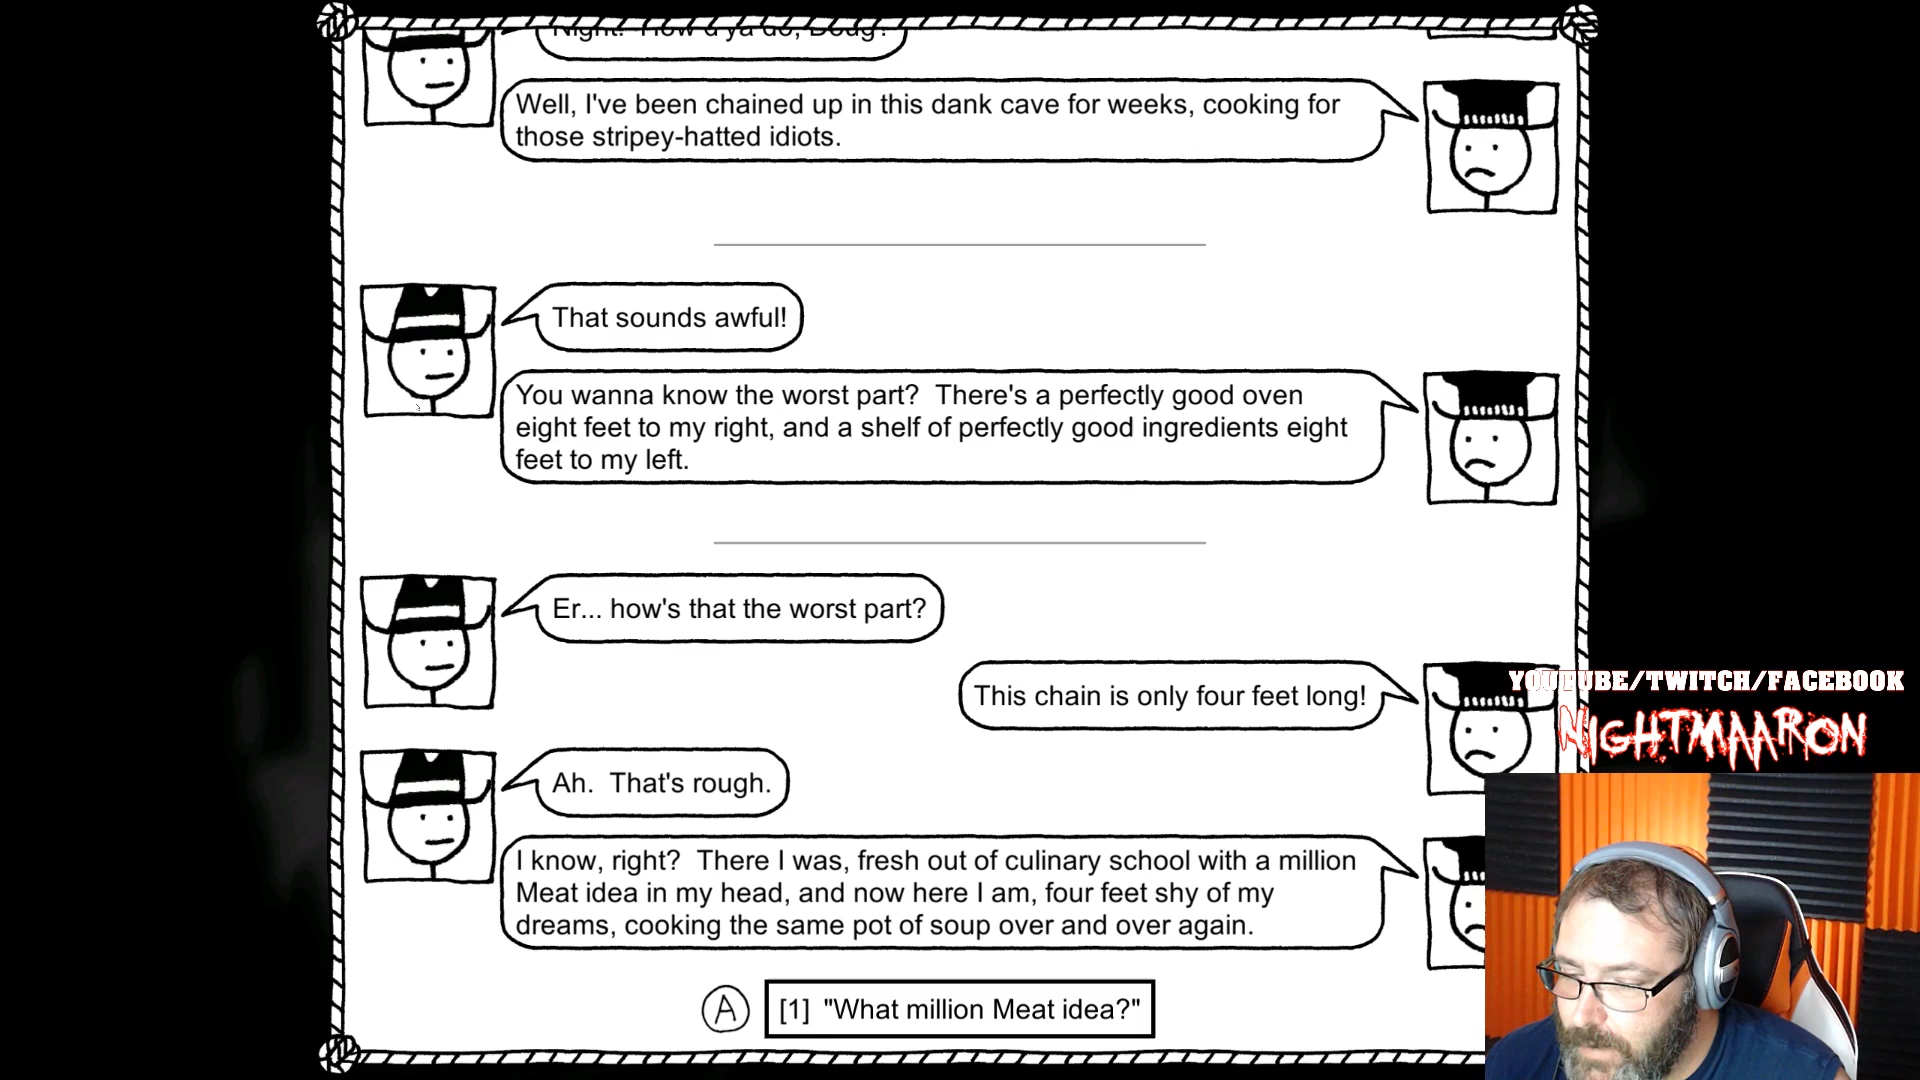 Night! How'd ya do, Doug?
Well, I've been chained up in this dank cave for weeks, cooking for
those stripey-hatted idiots.
That sounds awful!
You wanna know the worst part?  There's a perfectly good oven
eight feet to my right, and a shelf of perfectly good ingredients eight
feet to my left.
Er... how's that the worst part?
This chain is only four feet long!
Ah.  That's rough.
I know, right?  There I was, fresh out of culinary school with a million
Meat idea in my head, and now here I am, four feet shy of my
dreams, cooking the same pot of soup over and over again.
A [1]  "What million Meat idea?"
YOUTUBE/TWITCH/FACEBOOK
NIGHTMAARON